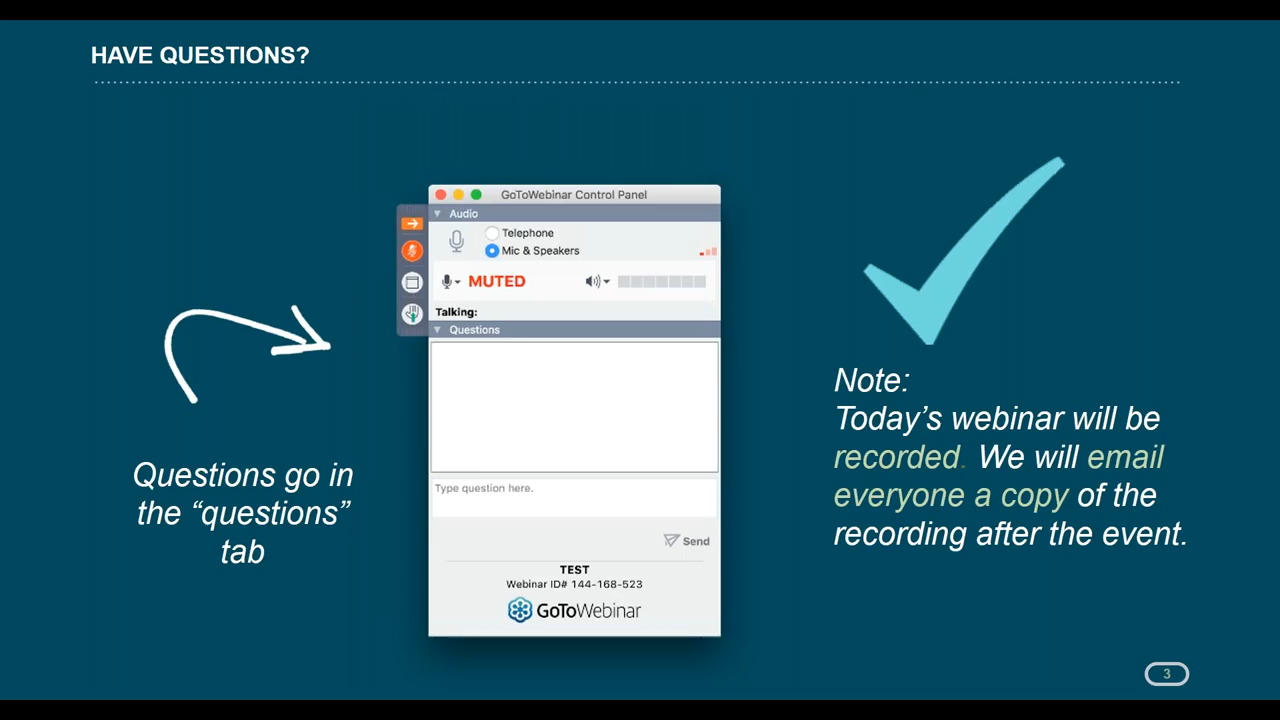 HAVE QUESTIONS?
GoToWebinar Control Panel
Audio
Telephone
Mic & Speakers
MUTED
Talking:
Questions
Type question here.
Send
TEST
Webinar ID# 144-168-523
GoToWebinar
Questions go in
the “questions”
tab
Note:
Today’s webinar will be
recorded. We will email
everyone a copy of the
recording after the event.
3